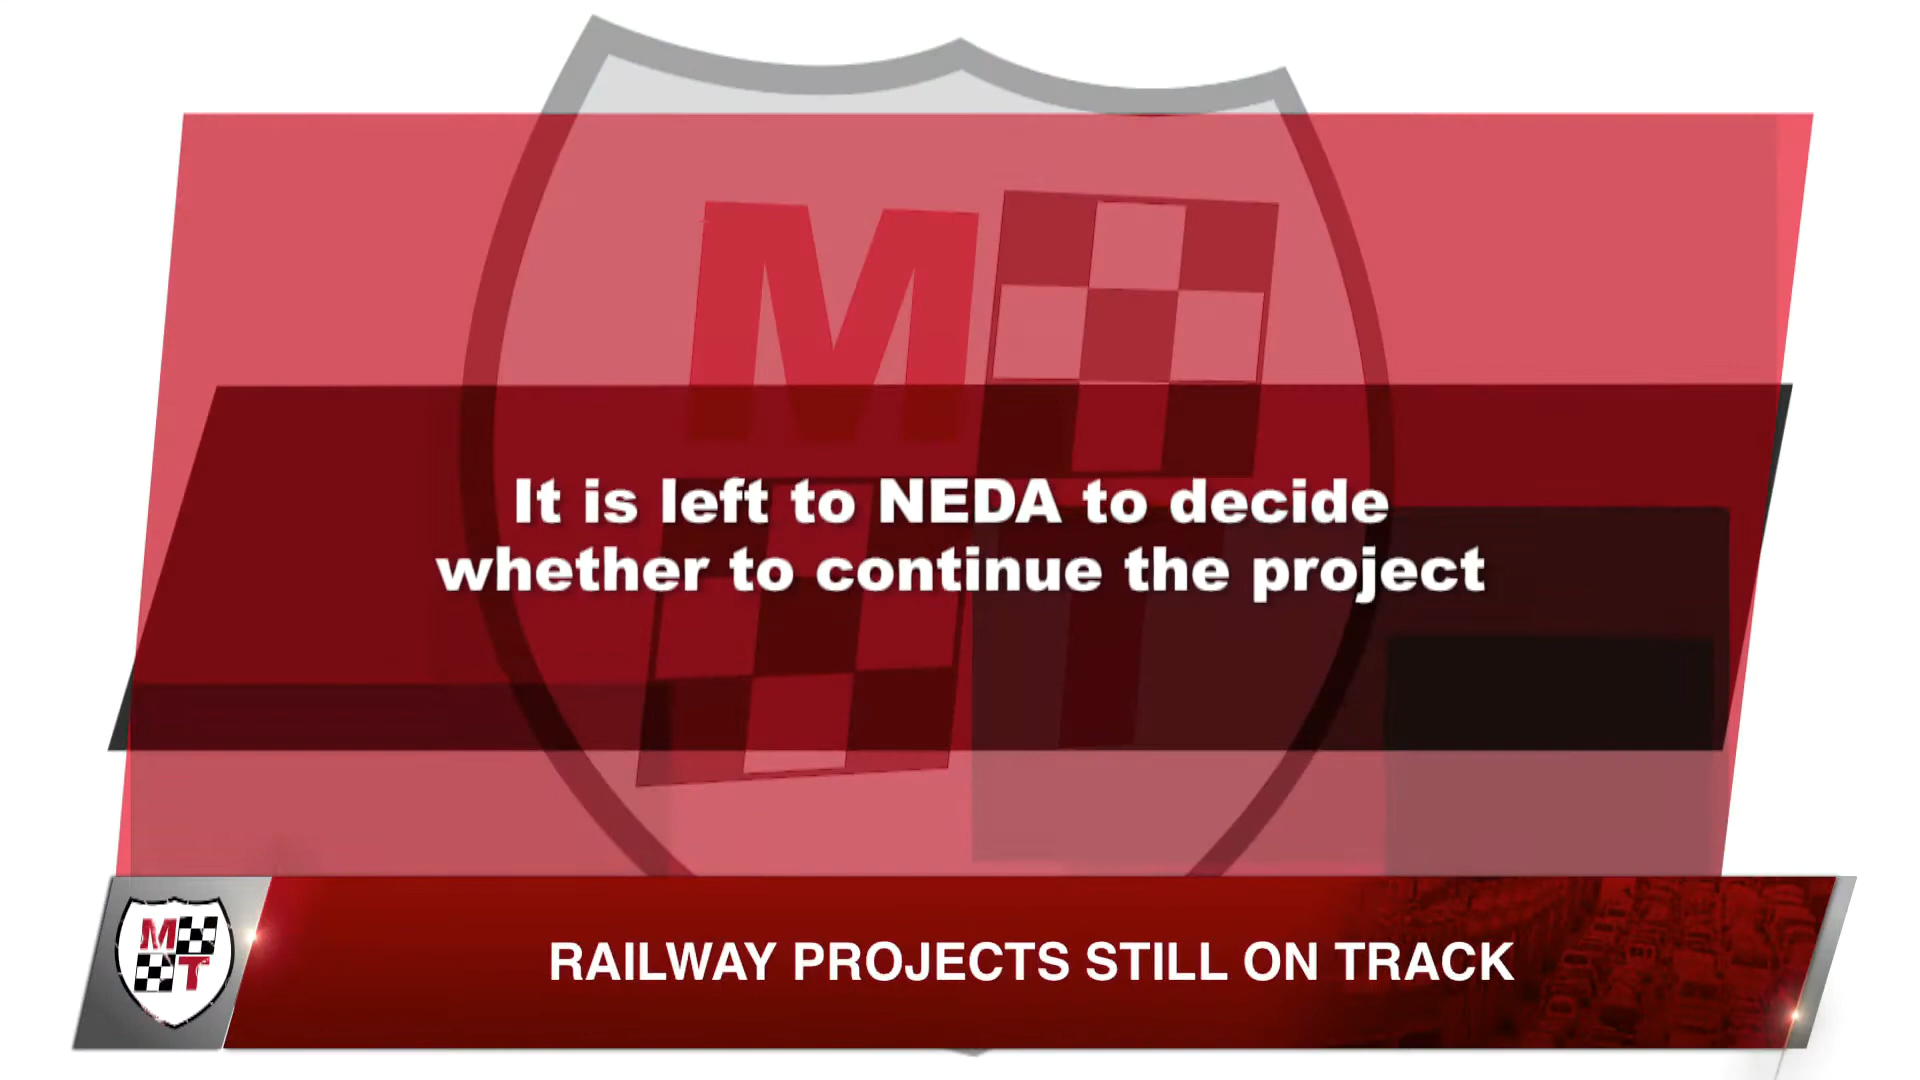 M
T
It is left to NEDA to decide
whether to continue the project
M
T
RAILWAY PROJECTS STILL ON TRACK